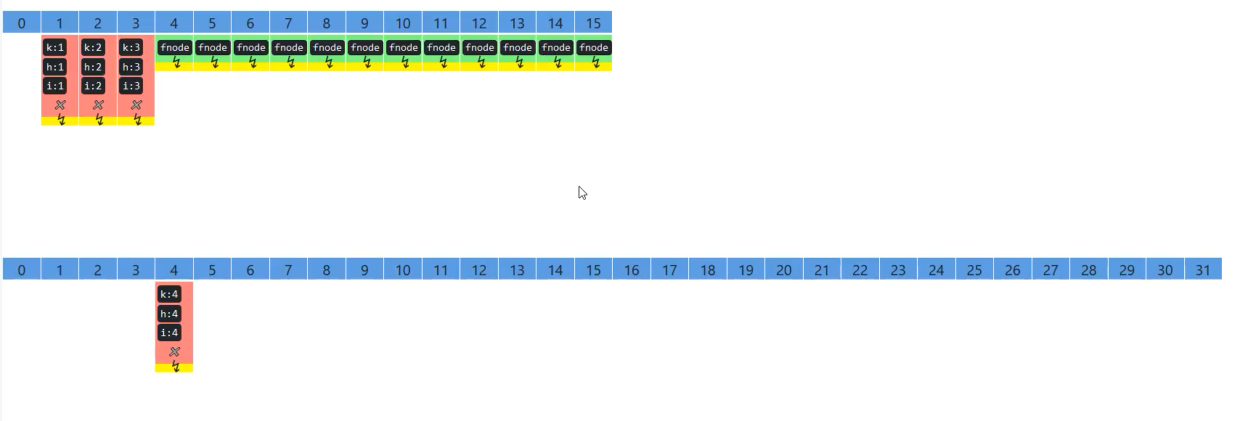 0 1 2 3 4 5 6 7 8 9 10 11 12 13 14 15
k:1 k:2 k:3 fnode fnode fnode fnode fnode fnode fnode fnode fnode fnode fnode fnode
h:1 h:2 h:3
i:1 i:2 i:3
0 1 2 3 4 5 6 7 8 9 10 11 12 13 14 15 16 17 18 19 20 21 22 23 24 25 26 27 28 29 30 31
k:4
h:4
i:4